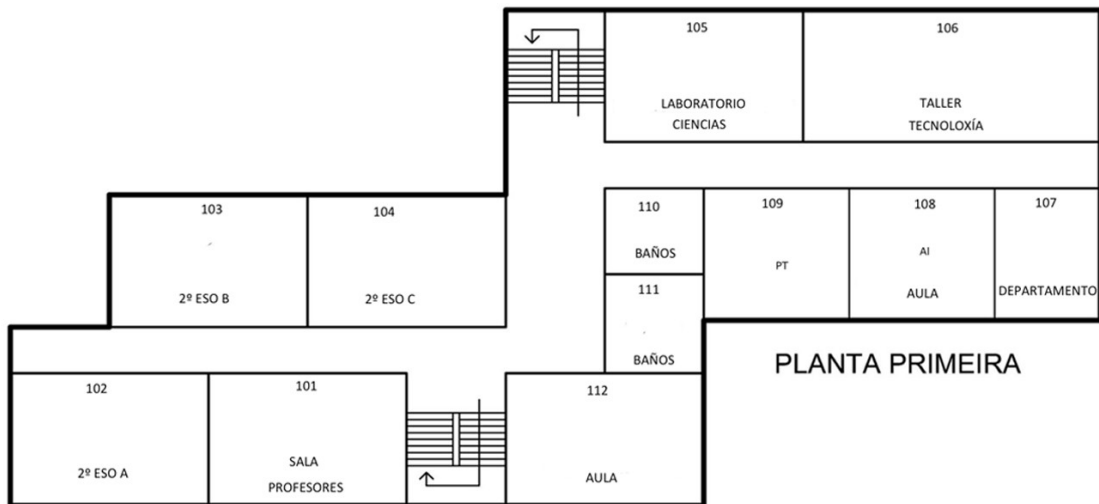 105
LABORATORIO
CIENCIAS
106
TALLER
TECNOLOXÍA
103
2º ESO B
104
2º ESO C
110
BAÑOS
109
PT
108
AI
AULA
107
DEPARTAMENTO
111
BAÑOS
PLANTA PRIMEIRA
102
2º ESO A
101
SALA
PROFESORES
112
AULA